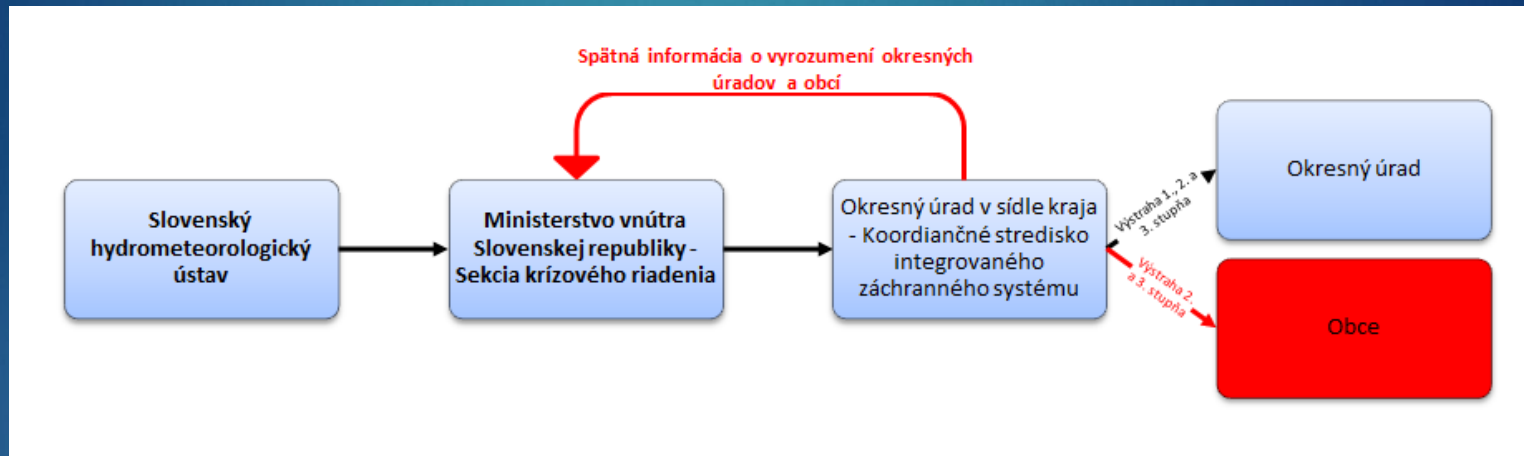 Spätná informácia o vyrozumení okresných
úradov a obcí
Slovenský
hydrometeorologický
ústav
Ministerstvo vnútra
Slovenskej republiky -
Sekcia krízového riadenia
Okresný úrad v sídle kraja
- Koordiančné stredisko
integrovaného
záchranného systému
Výstraha 1., 2. a
3. stupňa
Okresný úrad
Výstraha 2.
a 3. stupňa
Obce